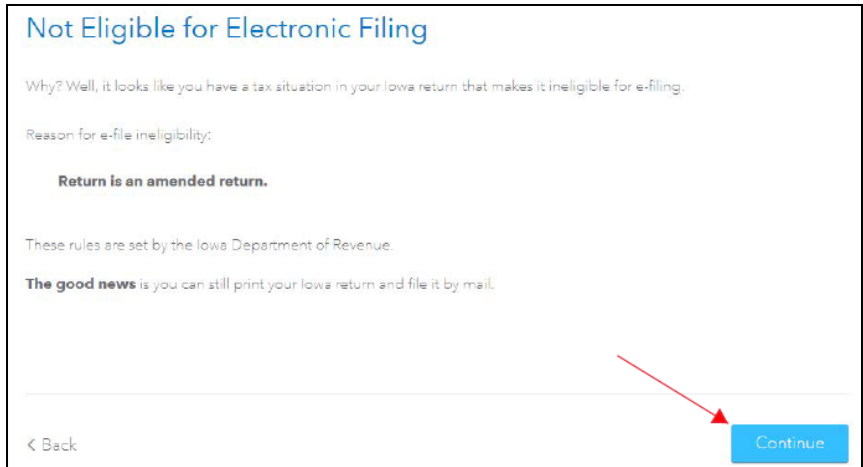 Not Eligible for Electronic Filing
Why? Well, it looks like you have a tax situation in your Iowa return that makes it ineligible for e-filing.
Reason for e-file ineligibility:
Return is an amended return.
These rules are set by the Iowa Department of Revenue.
The good news is you can still print your Iowa return and file it by mail.
< Back
Continue